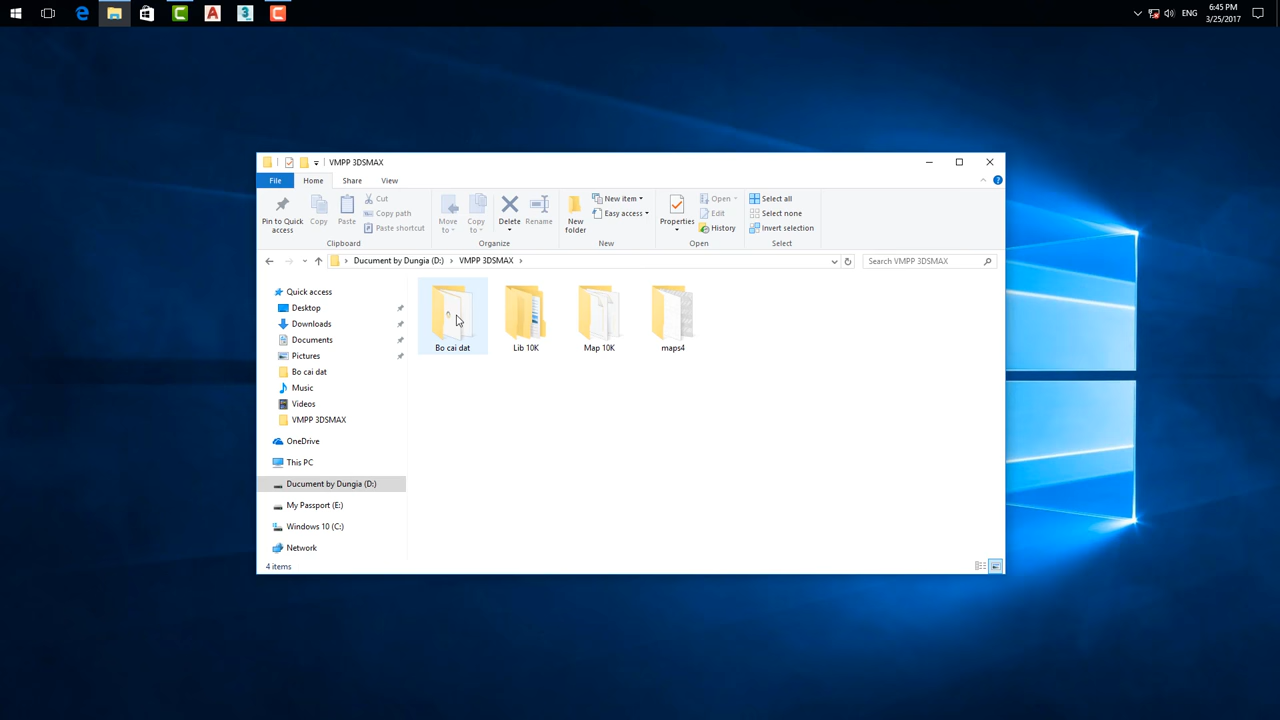 ENG
6:45 PM
3/25/2017
VMPP 3DSMAX
File Home Share View
Pin to Quick access
Copy
Paste
Cut
Copy path
Paste shortcut
Clipboard
Move to
Copy to
Delete
Rename
Organize
New folder
New item
Easy access
New
Properties
Open
Edit
History
Open
Select all
Select none
Invert selection
Select
Ducument by Dungia (D:) VMPP 3DSMAX
Search VMPP 3DSMAX
Quick access
Desktop
Downloads
Documents
Pictures
Bo cai dat
Music
Videos
VMPP 3DSMAX
OneDrive
This PC
Ducument by Dungia (D:)
My Passport (E:)
Windows 10 (C:)
Network
Bo cai dat
Lib 10K
Map 10K
maps4
4 items